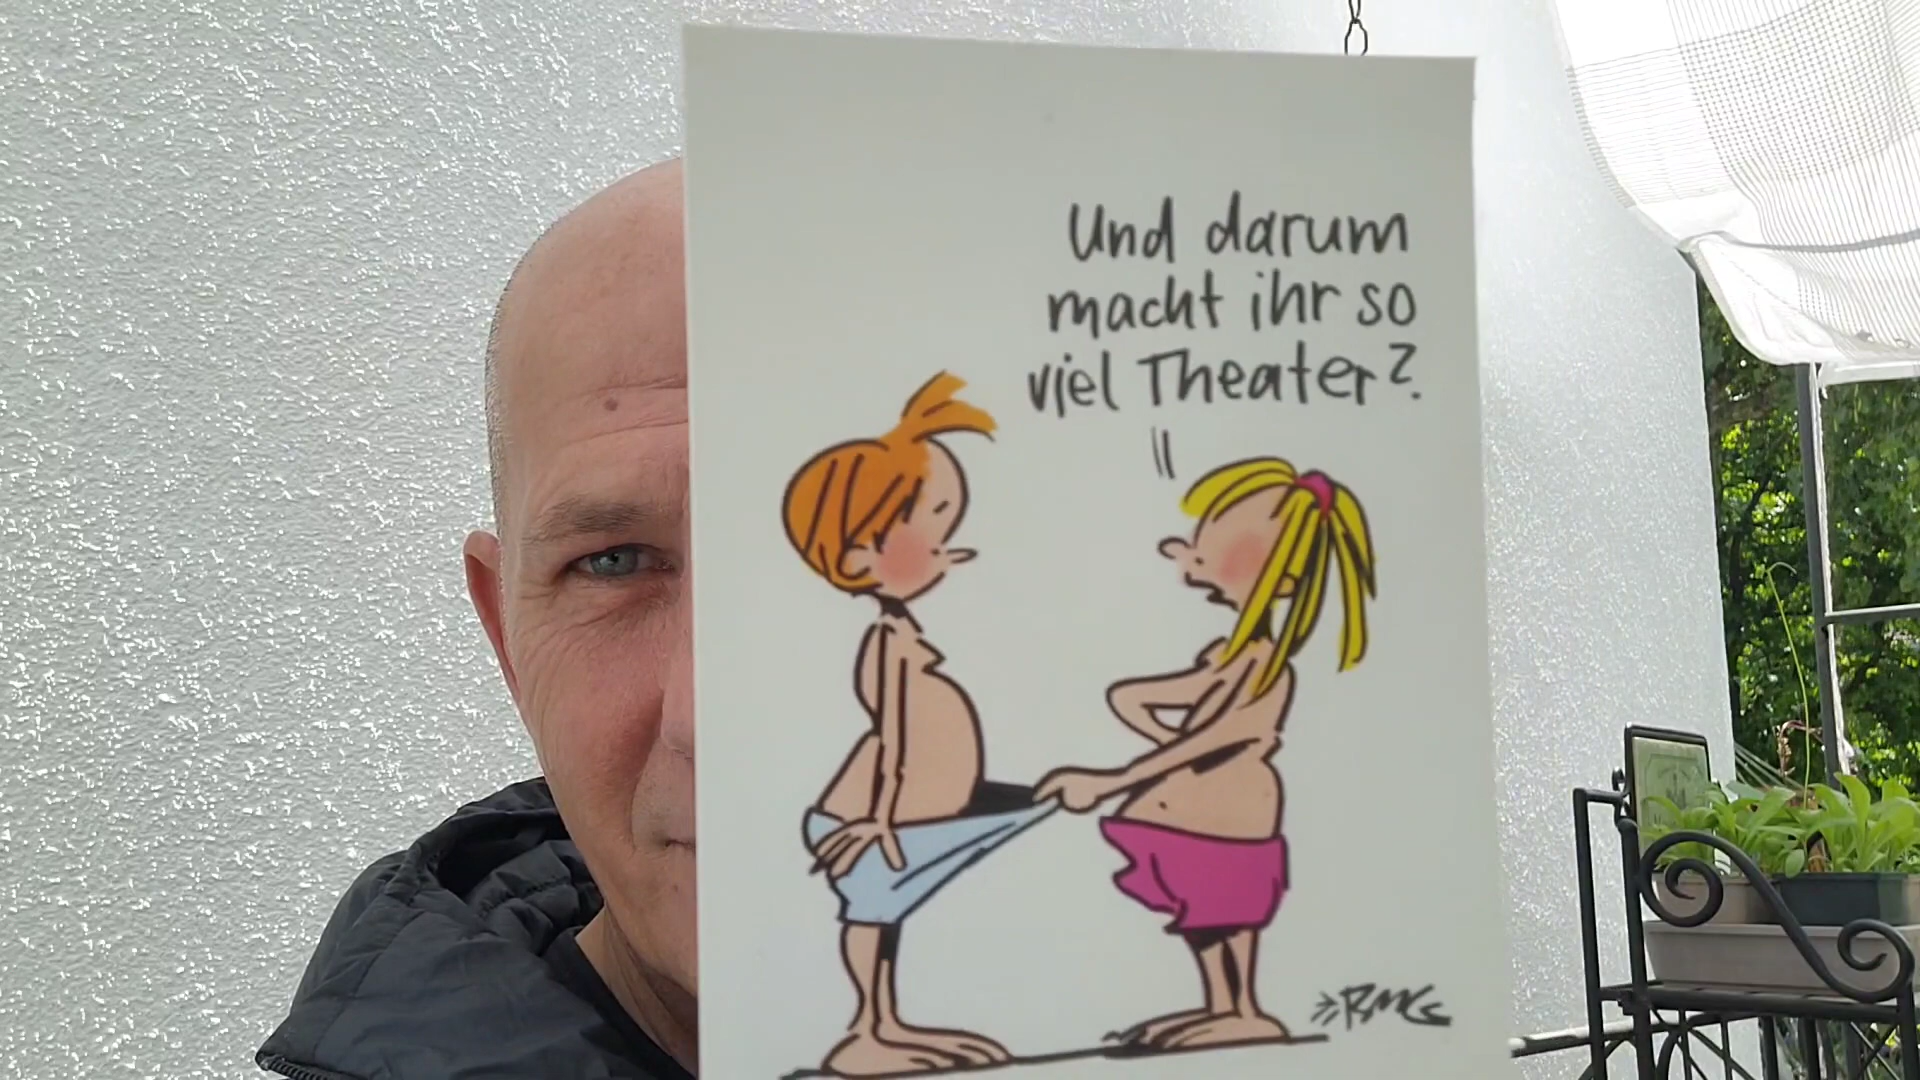 Und darum
macht ihr so
viel Theater?